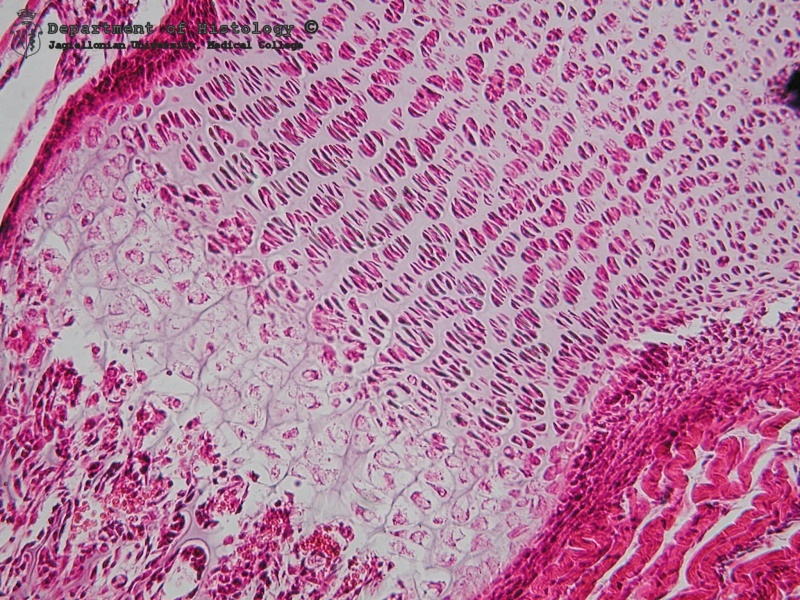 Department of Histology ©
Jagiellonian University, Medical College